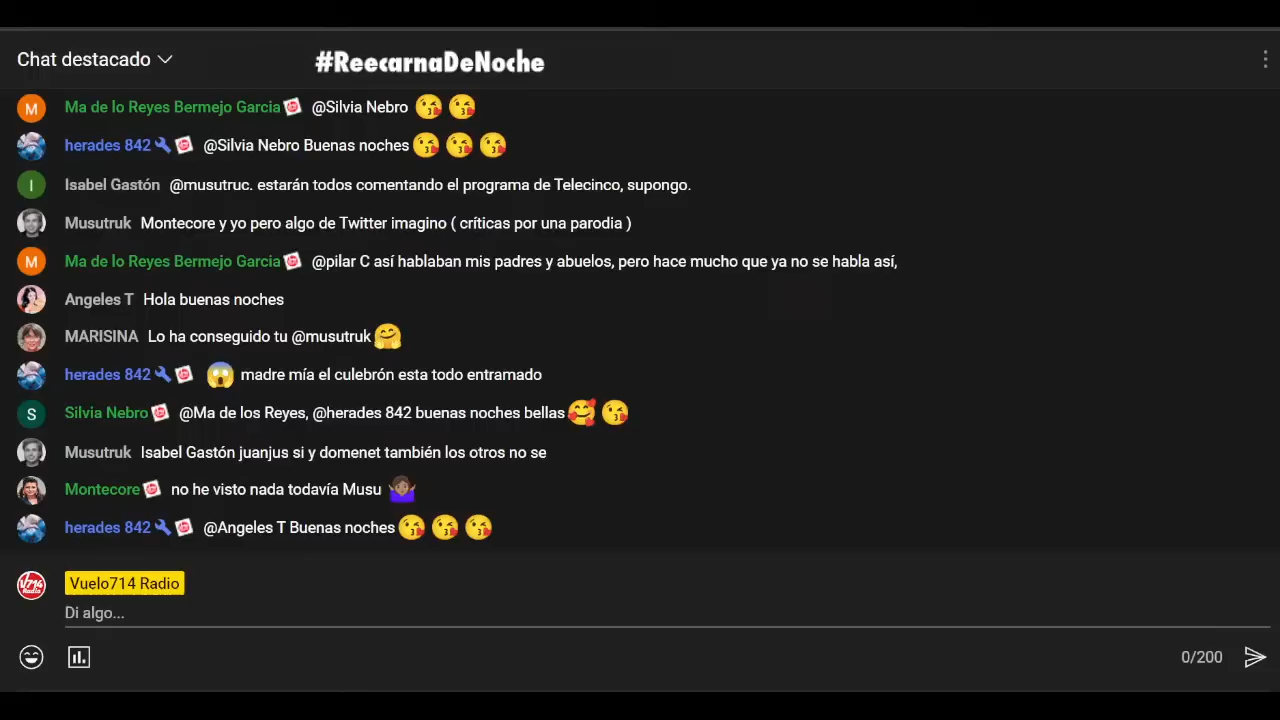 Chat destacado
#ReecarnaDeNoche
M Ma de lo Reyes Bermejo Garcia @Silvia Nebro 😘 😘
herades 842 @Silvia Nebro Buenas noches 😘 😘 😘
I Isabel Gastón @musutruc. estarán todos comentando el programa de Telecinco, supongo.
Musutruk Montecore y yo pero algo de Twitter imagino ( críticas por una parodia )
M Ma de lo Reyes Bermejo Garcia @pilar C así hablaban mis padres y abuelos, pero hace mucho que ya no se habla así,
Angeles T Hola buenas noches
MARISINA Lo ha conseguido tu @musutruk 🤗
herades 842 😱 madre mía el culebrón esta todo entramado
S Silvia Nebro @Ma de los Reyes, @herades 842 buenas noches bellas 🥰 😘
Musutruk Isabel Gastón juanjus si y domenet también los otros no se
Montecore no he visto nada todavía Musu 🤷🏽‍♀️
herades 842 @Angeles T Buenas noches 😘 😘 😘
V714 Radio Vuelo714 Radio
Di algo...
0/200